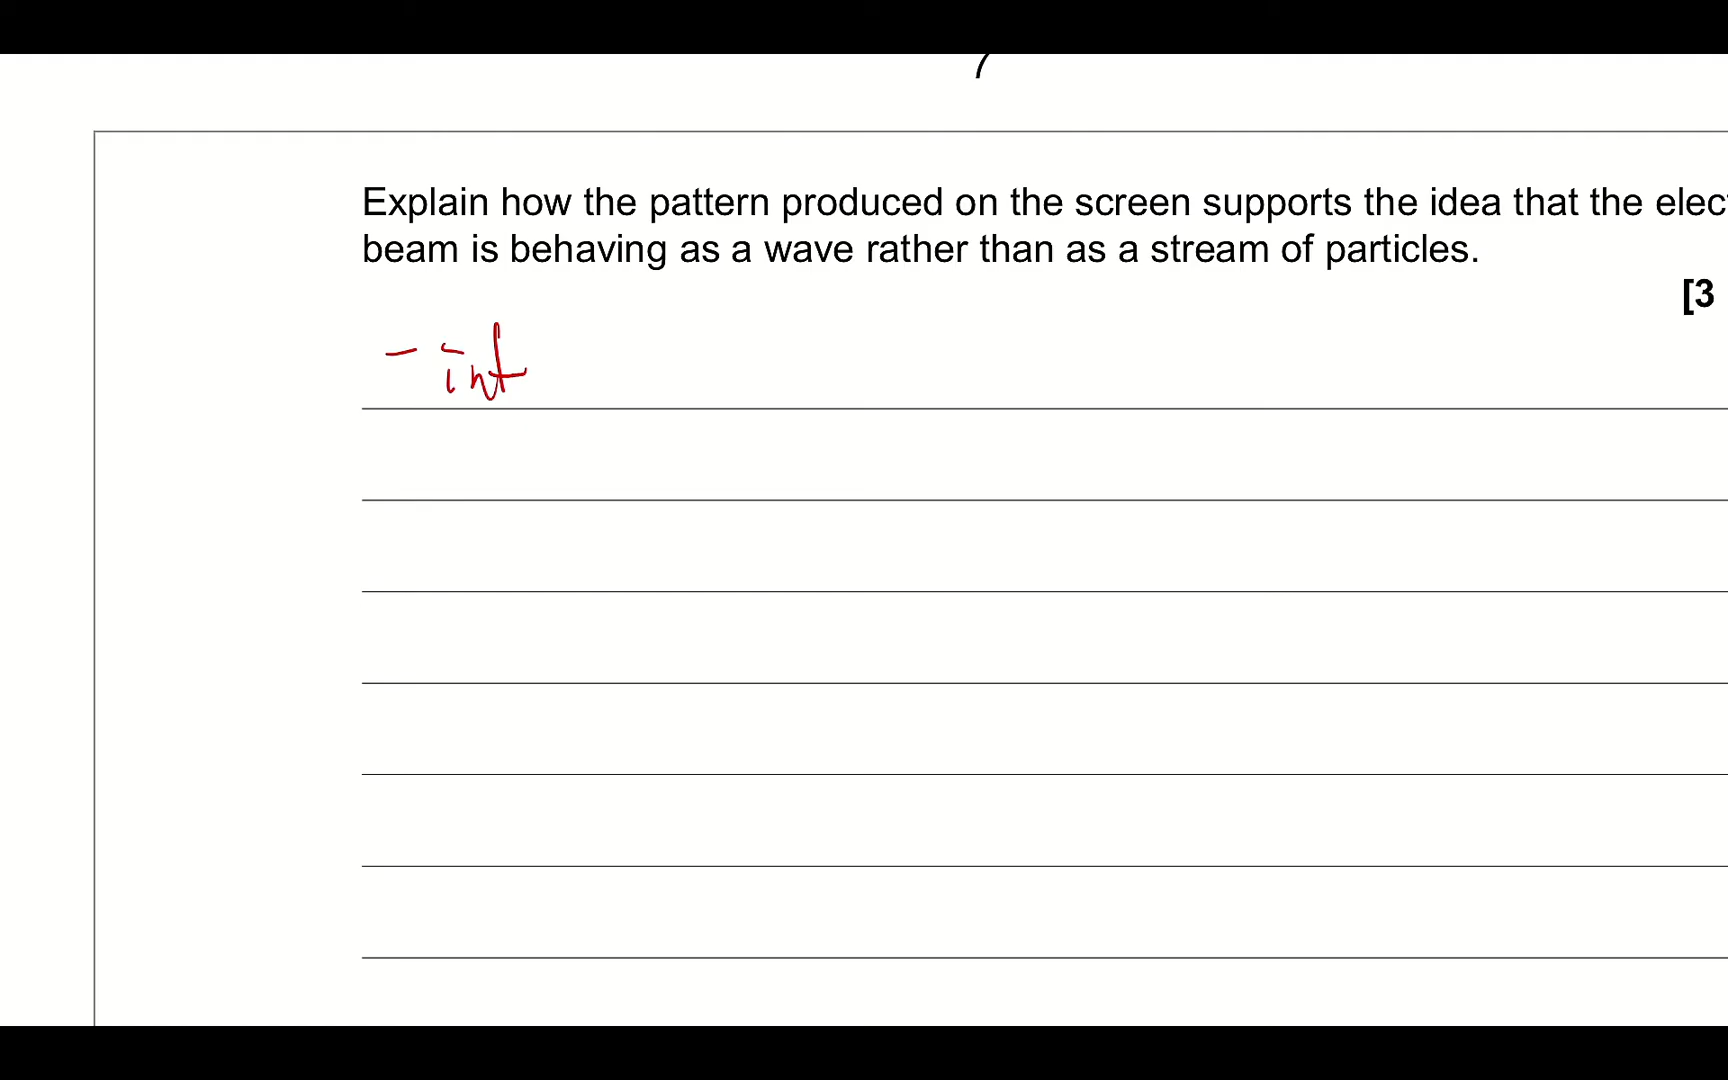 Explain how the pattern produced on the screen supports the idea that the elect
beam is behaving as a wave rather than as a stream of particles.
[3
- int